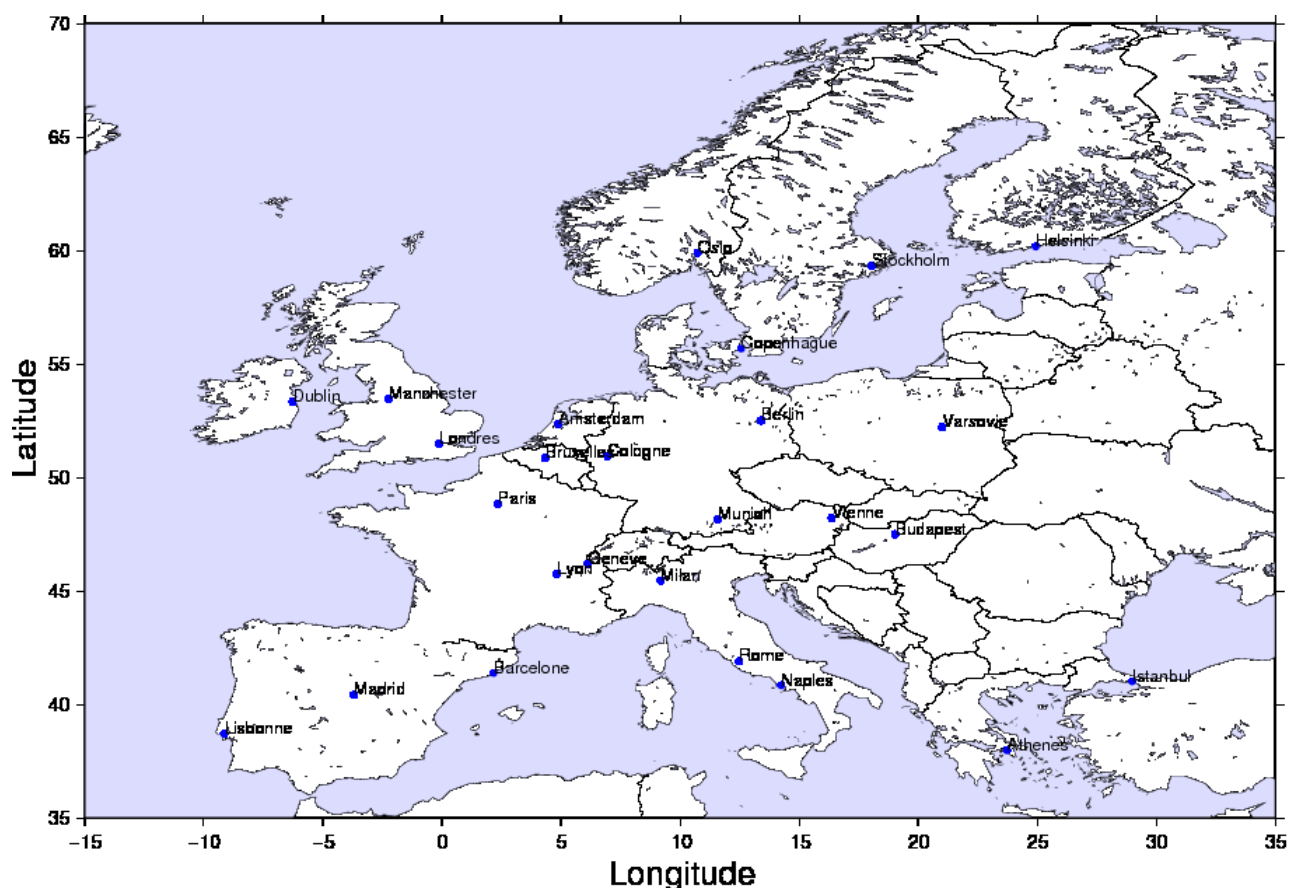 70
65
60
55
50
45
40
35
Latitude
Oslo
Helsinki
Stockholm
Copenhague
Dublin
Manchester
Londres
Amsterdam
Berlin
Varsovie
Bruxelles
Cologne
Paris
Munich
Vienne
Budapest
Lyon
Geneve
Milan
Barcelone
Rome
Istanbul
Madrid
Naples
Lisbonne
Athenes
-15
-10
-5
0
5
10
15
20
25
30
35
Longitude